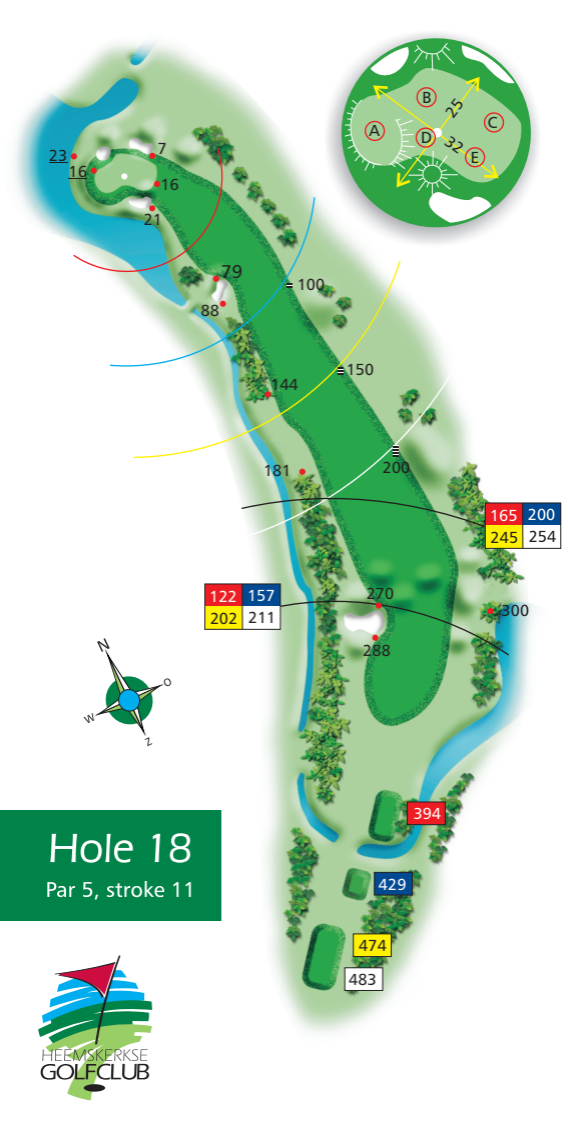 B
25
C
A
D
32
E
23
7
16
16
21
79
100
88
150
144
200
181
165 200
245 254
122 157
202 211
270
300
288
N
O
W
Z
394
Hole 18
Par 5, stroke 11
429
474
483
HEEMSKERKSE
GOLFCLUB